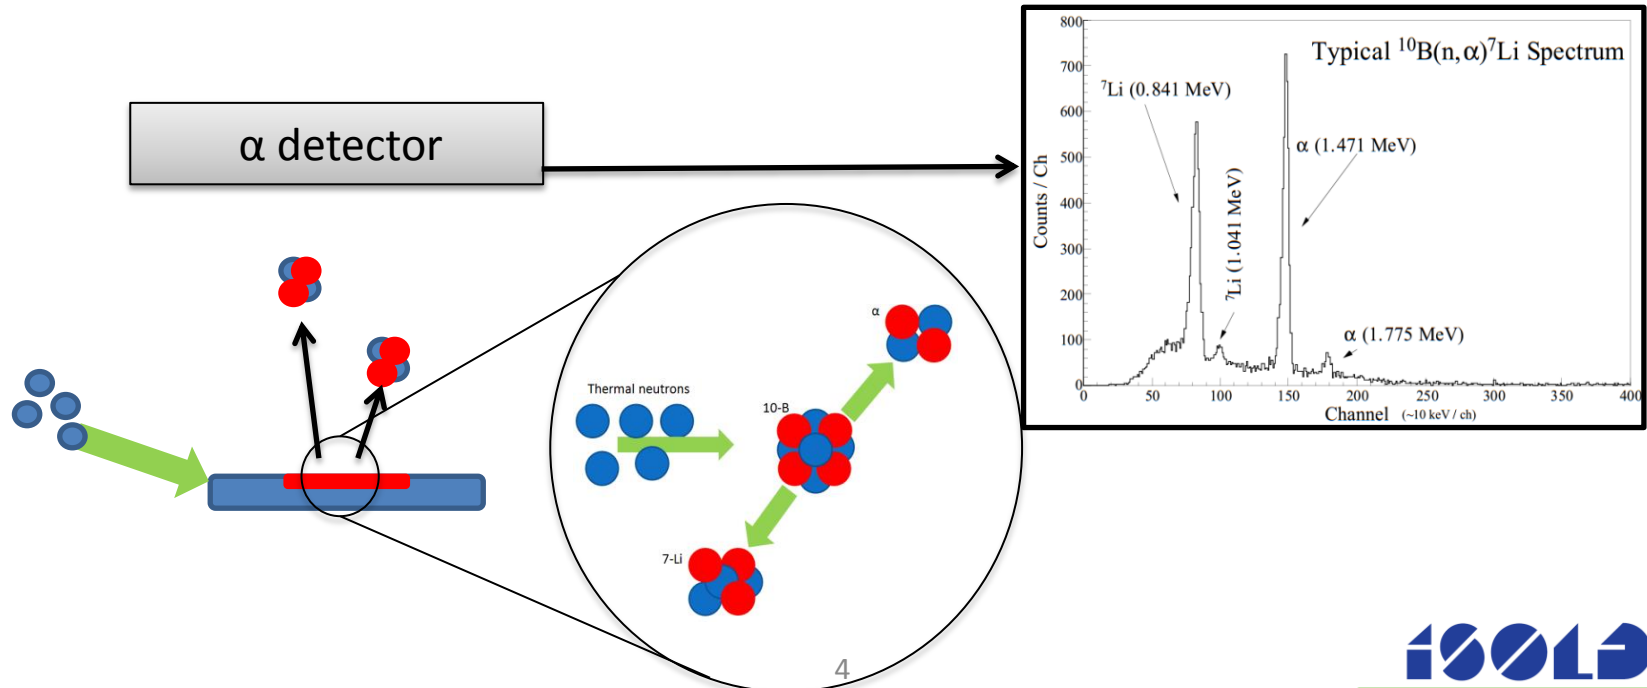 α detector
Typical ¹⁰B(n,α)⁷Li Spectrum
⁷Li (0.841 MeV)
⁷Li (1.041 MeV)
α (1.471 MeV)
α (1.775 MeV)
Counts / Ch
800
700
600
500
400
300
200
100
0
0 50 100 150 200 250 300 350 400
Channel (~10 keV / ch)
α
Thermal neutrons
10-B
7-Li
4
ISOLD